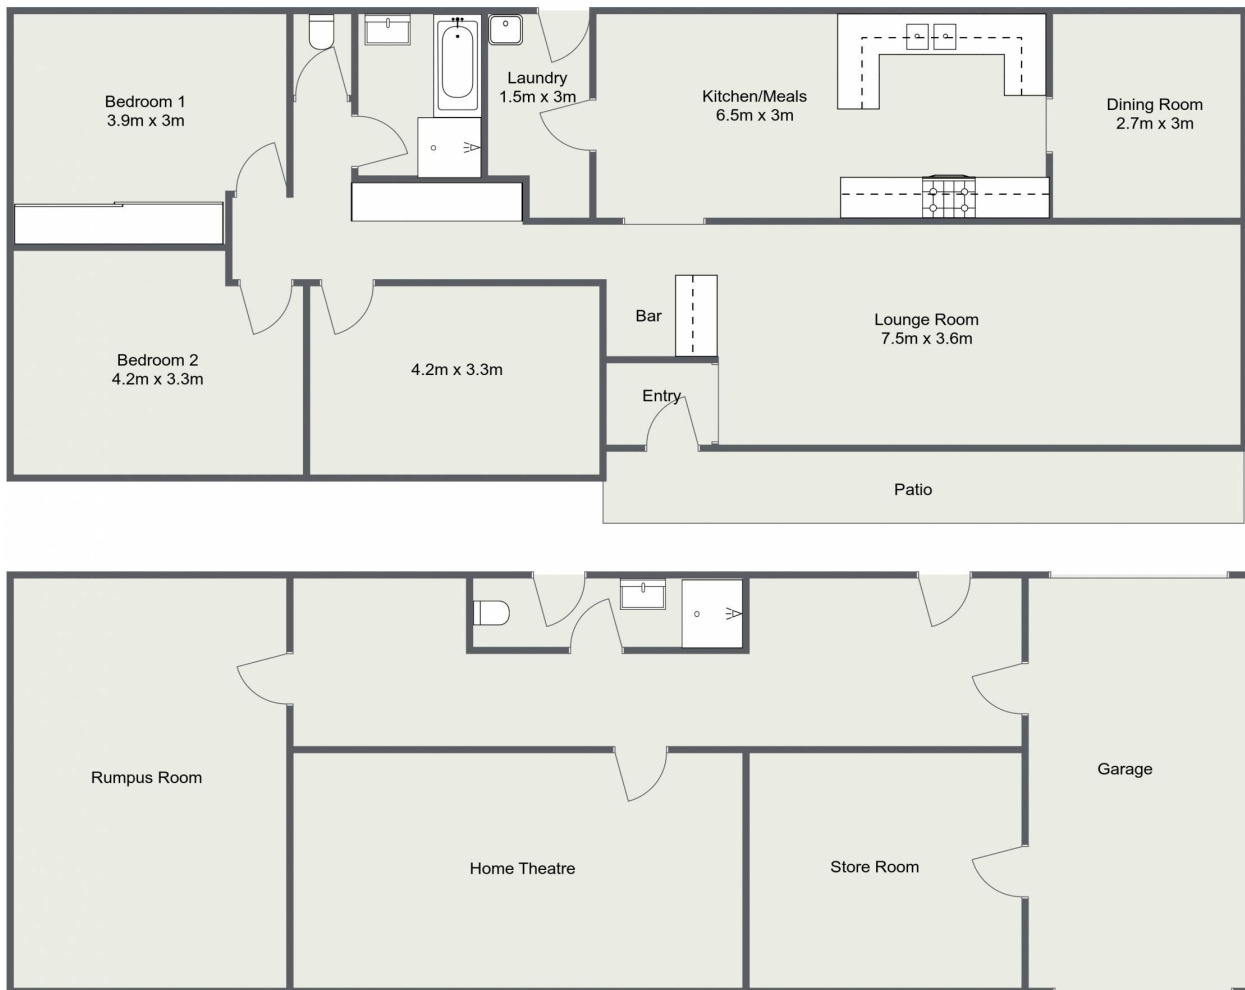 Bedroom 1
3.9m x 3m
Laundry
1.5m x 3m
Kitchen/Meals
6.5m x 3m
Dining Room
2.7m x 3m
Bedroom 2
4.2m x 3.3m
4.2m x 3.3m
Bar
Lounge Room
7.5m x 3.6m
Entry
Patio
Rumpus Room
Home Theatre
Store Room
Garage